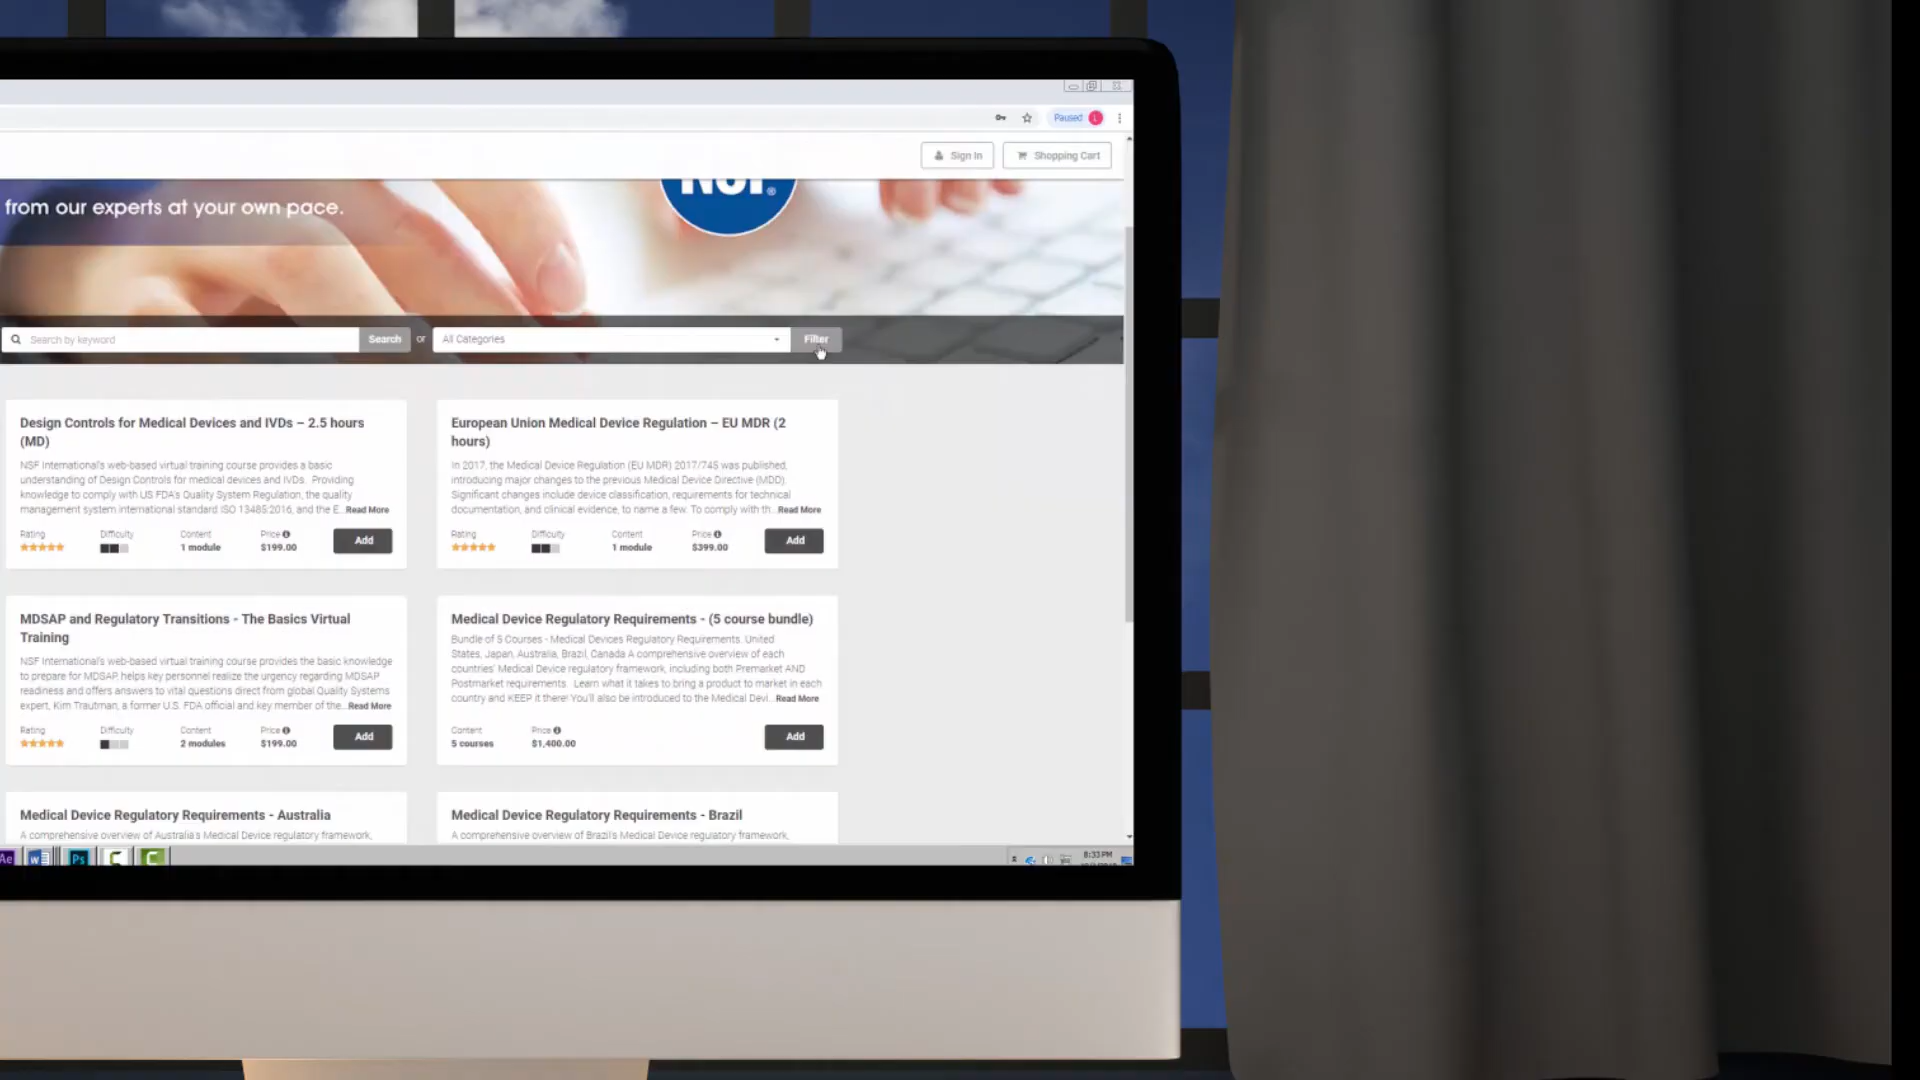 Paused L
Sign In
Shopping Cart
NSF®
from our experts at your own pace.
Search by keyword
Search
or
All Categories
Filter
Design Controls for Medical Devices and IVDs – 2.5 hours
(MD)
NSF International's web-based virtual training course provides a basic
understanding of Design Controls for medical devices and IVDs. Providing
knowledge to comply with US FDA's Quality System Regulation, the quality
management system international standard ISO 13485:2016, and the E... Read More
Rating Difficulty Content Price
1 module $199.00
Add
European Union Medical Device Regulation – EU MDR (2
hours)
In 2017, the Medical Device Regulation (EU MDR) 2017/745 was published,
introducing major changes to the previous Medical Device Directive (MDD).
Significant changes include device classification, requirements for technical
documentation, and clinical evidence, to name a few. To comply with th... Read More
Rating Difficulty Content Price
1 module $399.00
Add
MDSAP and Regulatory Transitions - The Basics Virtual
Training
NSF International's web-based virtual training course provides the basic knowledge
to prepare for MDSAP, helps key personnel realize the urgency regarding MDSAP
readiness and offers answers to vital questions direct from global Quality Systems
expert, Kim Trautman, a former U.S. FDA official and key member of the... Read More
Rating Difficulty Content Price
2 modules $199.00
Add
Medical Device Regulatory Requirements - (5 course bundle)
Bundle of 5 Courses - Medical Devices Regulatory Requirements. United
States, Japan, Australia, Brazil, Canada A comprehensive overview of each
countries' Medical Device regulatory framework, including both Premarket AND
Postmarket requirements. Learn what it takes to bring a product to market in each
country and KEEP it there! You'll also be introduced to the Medical Devi... Read More
Content Price
5 courses $1,400.00
Add
Medical Device Regulatory Requirements - Australia
A comprehensive overview of Australia's Medical Device regulatory framework,
Medical Device Regulatory Requirements - Brazil
A comprehensive overview of Brazil's Medical Device regulatory framework,
Ae
W
Ps
C
C
8:33 PM